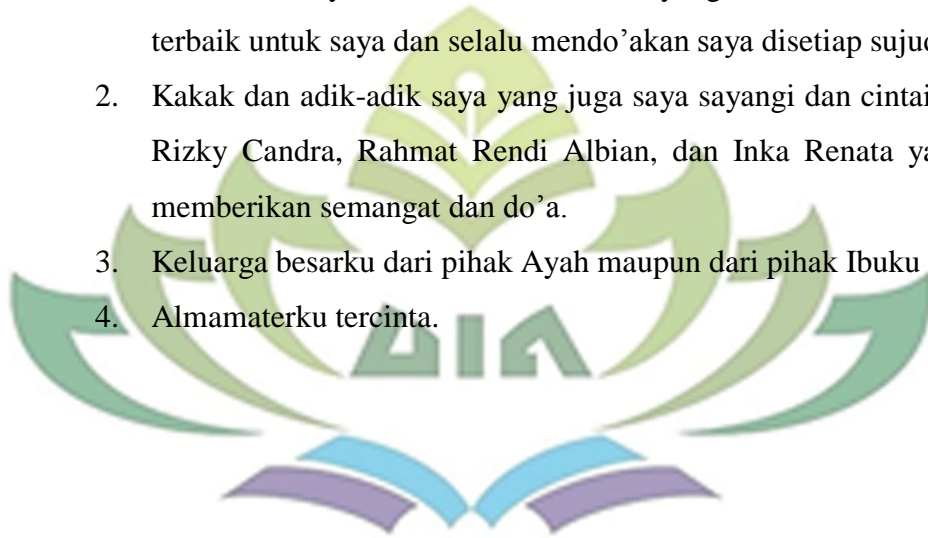 terbaik untuk saya dan selalu mendo’akan saya disetiap
2. Kakak dan adik-adik saya yang juga saya sayangi dan cintai
Rizky Candra, Rahmat Rendi Albian, dan Inka Renata
memberikan semangat dan do’a.
3. Keluarga besarku dari pihak Ayah maupun dari pihak Ibuku
4. Almamaterku tercinta.
UIN